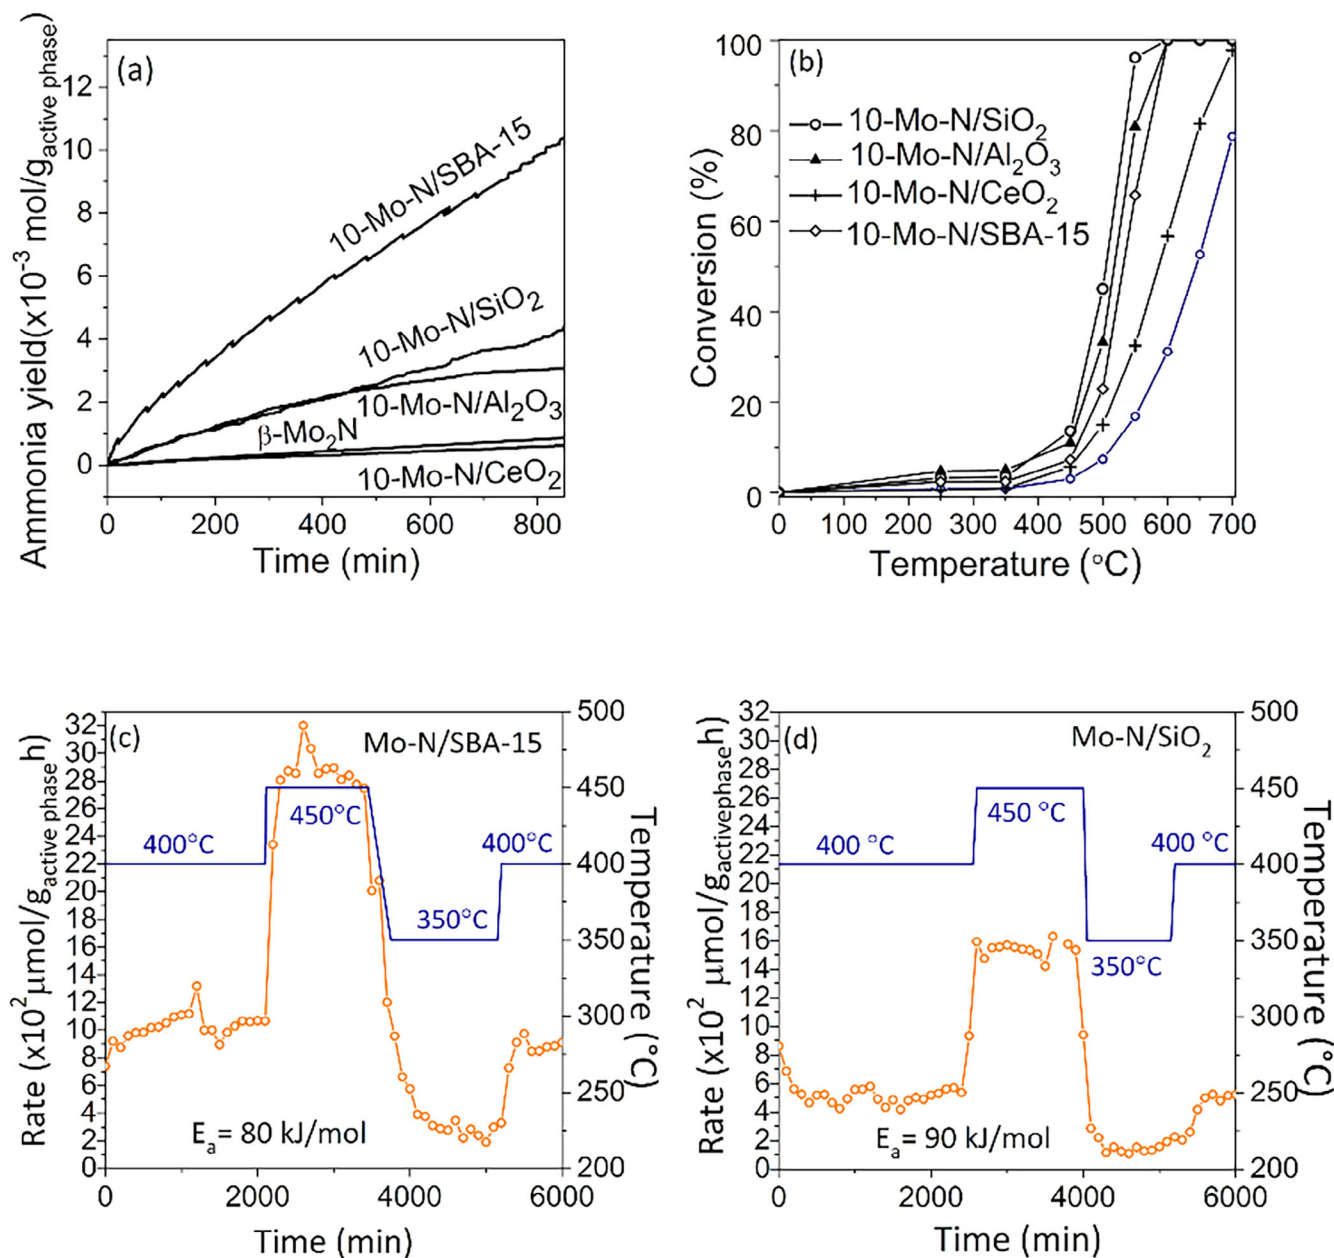 (a)
Ammonia yield(x10⁻³ mol/g_active phase)
12
10
8
6
4
2
0
10-Mo-N/SBA-15
10-Mo-N/SiO₂
10-Mo-N/Al₂O₃
β-Mo₂N
10-Mo-N/CeO₂
0 200 400 600 800
Time (min)
(b)
Conversion (%)
100
80
60
40
20
0
10-Mo-N/SiO₂
10-Mo-N/Al₂O₃
10-Mo-N/CeO₂
10-Mo-N/SBA-15
0 100 200 300 400 500 600 700
Temperature (°C)
(c)
Mo-N/SBA-15
Rate (x10² μmol/g_active phase h)
32
30
28
26
24
22
20
18
16
14
12
10
8
6
4
2
0
400°C
450°C
350°C
400°C
Eₐ= 80 kJ/mol
500
450
400
350
300
250
200
Temperature (°C)
0 2000 4000 6000
Time (min)
(d)
Mo-N/SiO₂
Rate (x10² μmol/g_active phase h)
32
30
28
26
24
22
20
18
16
14
12
10
8
6
4
2
0
400 °C
450 °C
350°C
400 °C
Eₐ= 90 kJ/mol
500
450
400
350
300
250
200
Temperature (°C)
0 2000 4000 6000
Time (min)